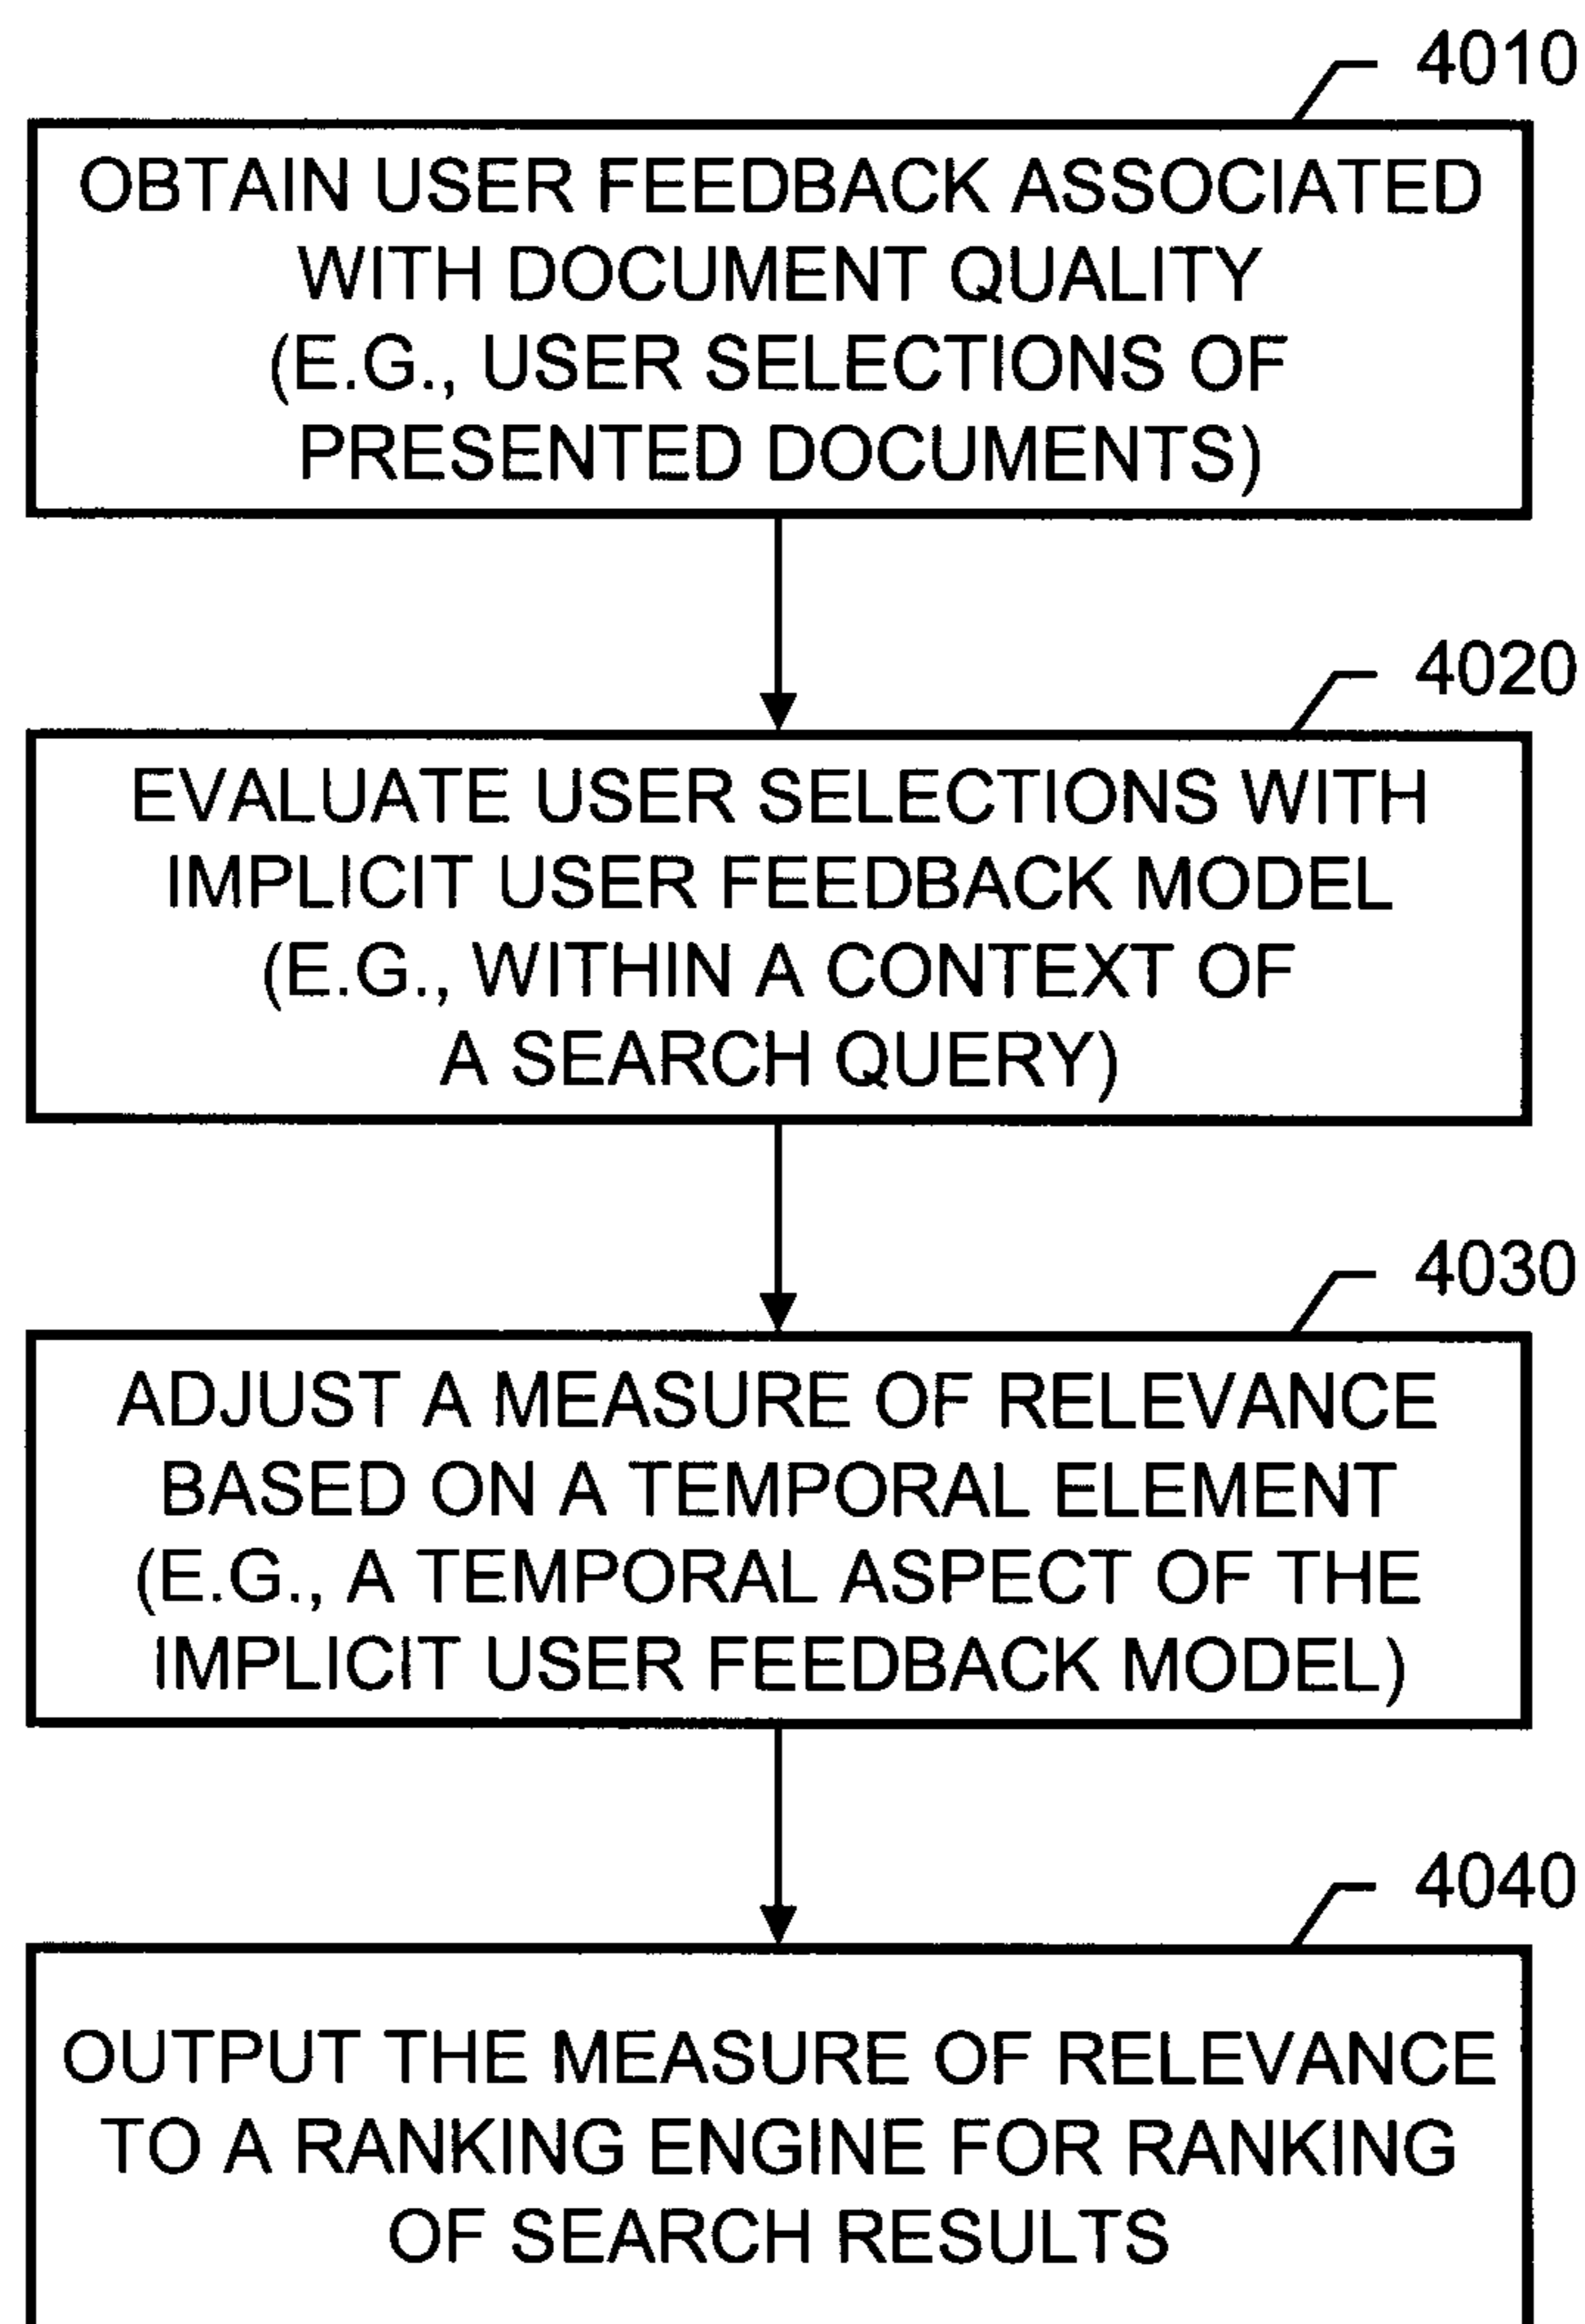 4010
OBTAIN USER FEEDBACK ASSOCIATED
WITH DOCUMENT QUALITY
(E.G., USER SELECTIONS OF
PRESENTED DOCUMENTS)
4020
EVALUATE USER SELECTIONS WITH
IMPLICIT USER FEEDBACK MODEL
(E.G., WITHIN A CONTEXT OF
A SEARCH QUERY)
4030
ADJUST A MEASURE OF RELEVANCE
BASED ON A TEMPORAL ELEMENT
(E.G., A TEMPORAL ASPECT OF THE
IMPLICIT USER FEEDBACK MODEL)
4040
OUTPUT THE MEASURE OF RELEVANCE
TO A RANKING ENGINE FOR RANKING
OF SEARCH RESULTS